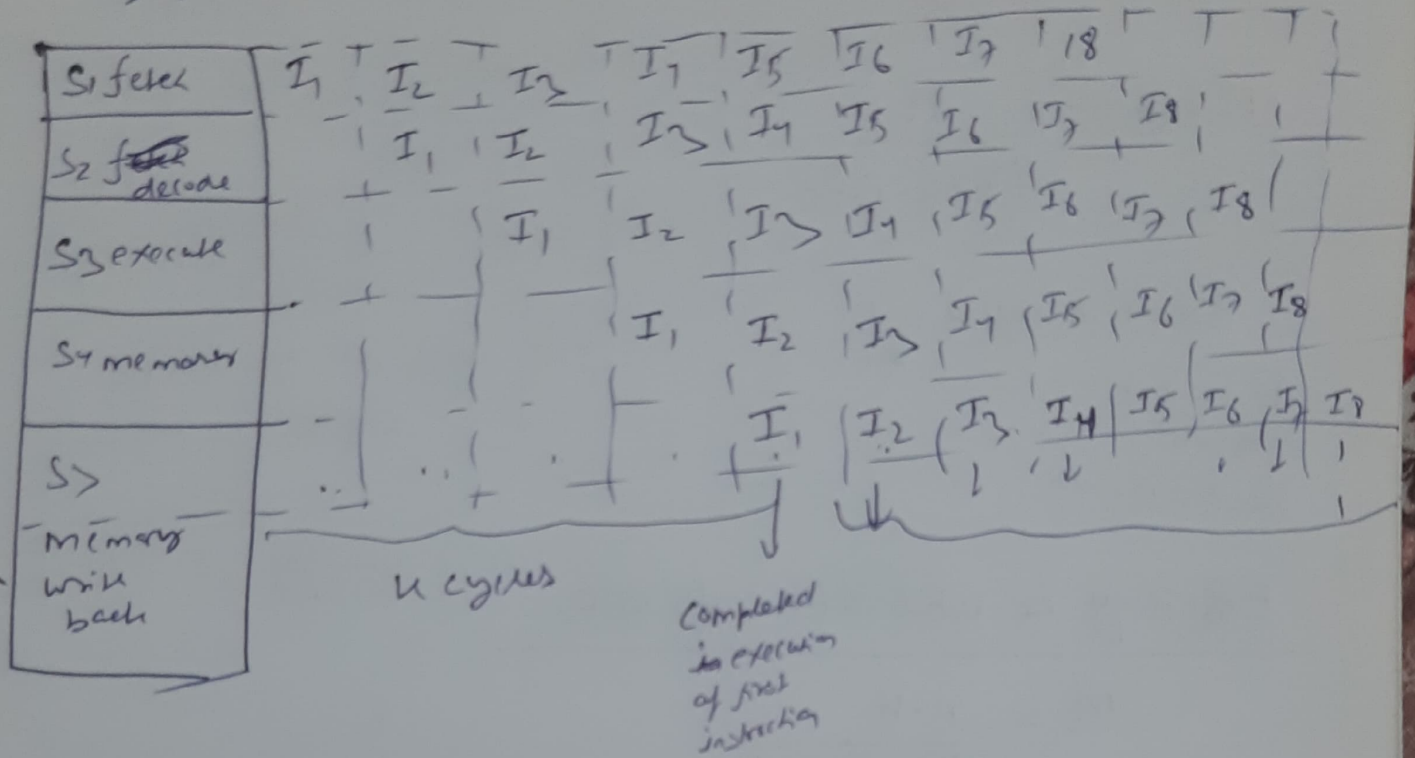 S1 fetch I1 I2 I3 I4 I5 I6 I7 18
S2
decode I1 I2 I3 I4 I5 I6 I7 I8
S3 execute I1 I2 I3 I4 I5 I6 I7 I8
S4 memory I1 I2 I3 I4 I5 I6 I7 I8
S> I1 I2 I3 I4 I5 I6 I7 I8
memory
write
back
K cycles
Completed
execution
of first
instruction